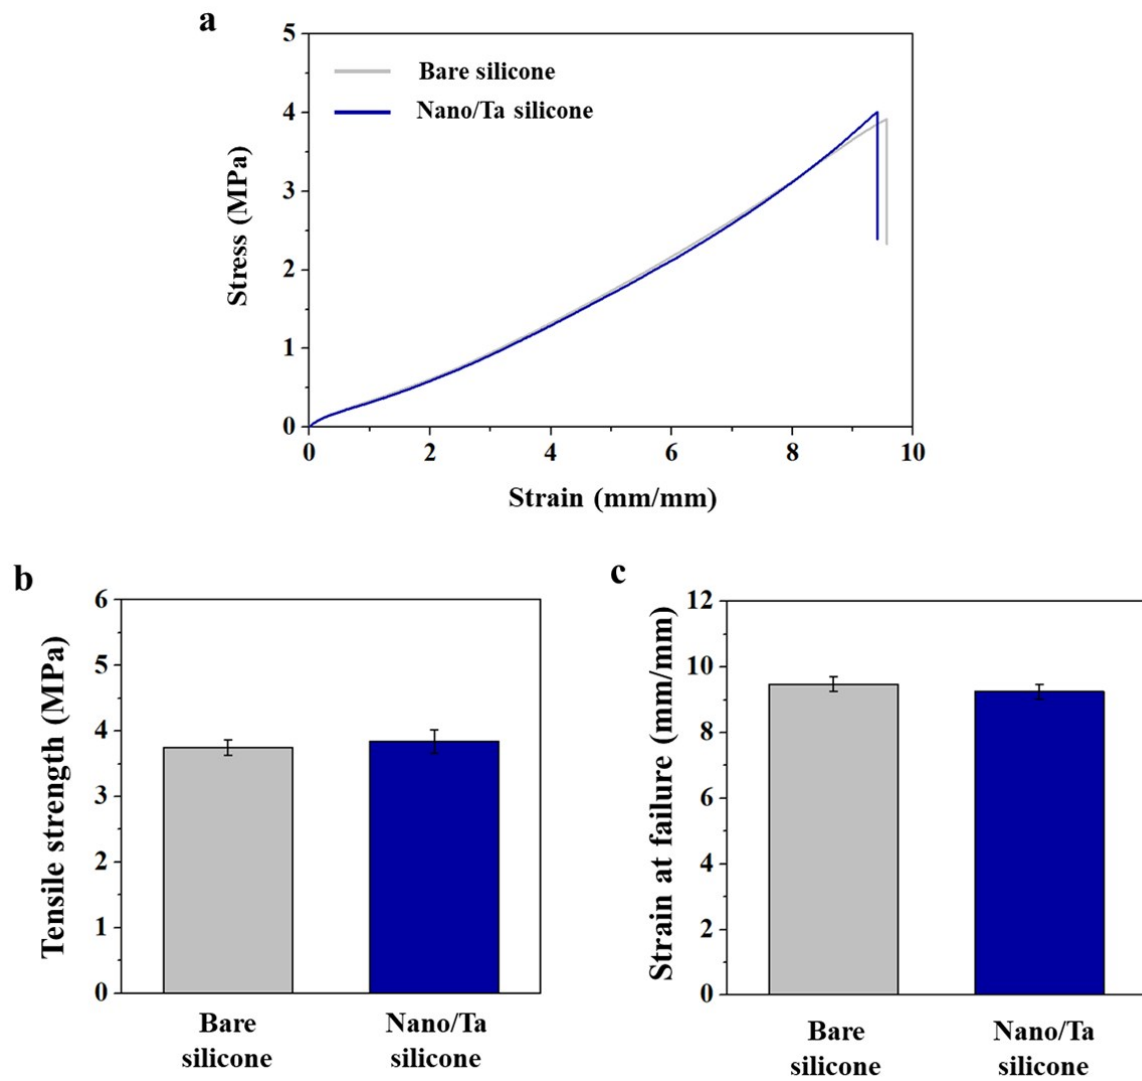 a
5
4
3
2
1
0
Stress (MPa)
Bare silicone
Nano/Ta silicone
0 2 4 6 8 10
Strain (mm/mm)
b
6
5
4
3
2
1
0
Tensile strength (MPa)
Bare
silicone
Nano/Ta
silicone
c
12
10
8
6
4
2
0
Strain at failure (mm/mm)
Bare
silicone
Nano/Ta
silicone